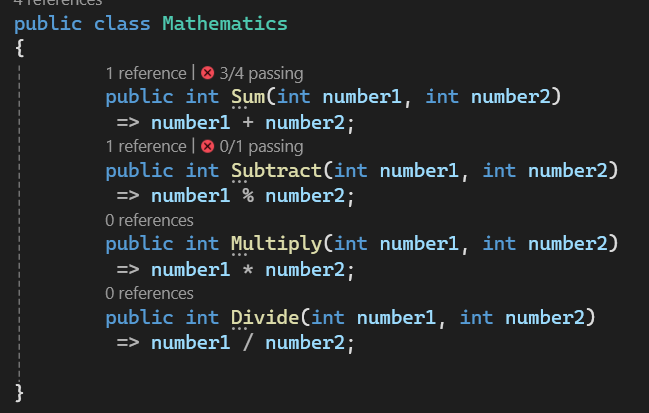 4 references
public class Mathematics
{
1 reference | 3/4 passing
public int Sum(int number1, int number2)
=> number1 + number2;
1 reference | 0/1 passing
public int Subtract(int number1, int number2)
=> number1 % number2;
0 references
public int Multiply(int number1, int number2)
=> number1 * number2;
0 references
public int Divide(int number1, int number2)
=> number1 / number2;
}